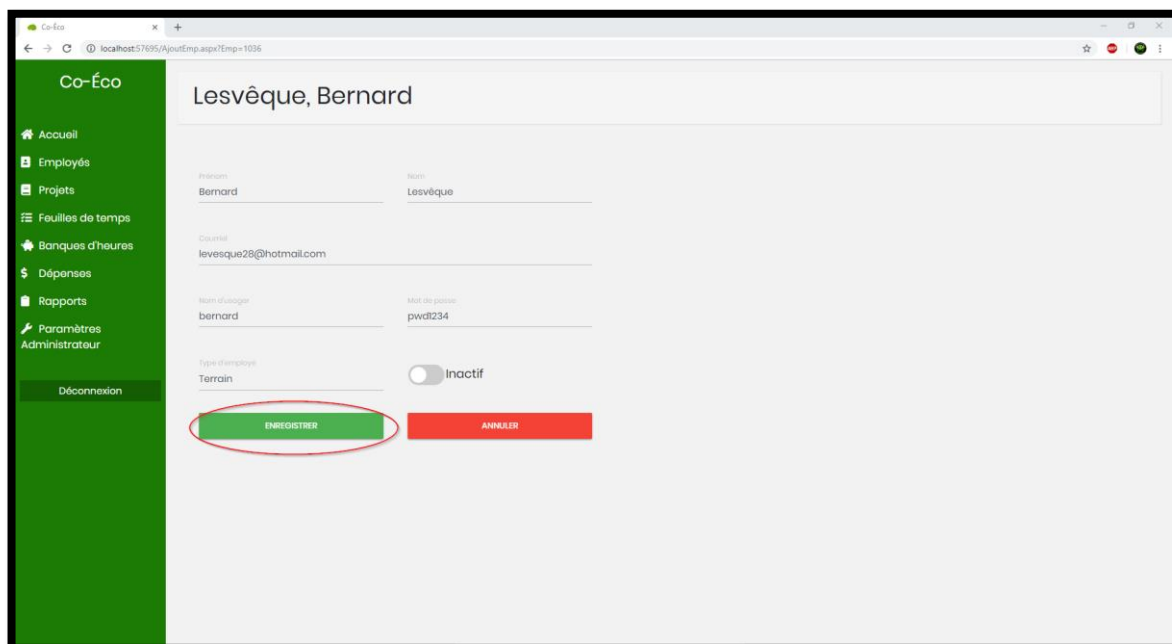 Co-Éco
localhost:57695/AjoutEmp.aspx?Emp=1036
Co-Éco
Accueil
Employés
Projets
Feuilles de temps
Banques d'heures
Dépenses
Rapports
Paramètres
Administrateur
Déconnexion
Lesvêque, Bernard
Prénom
Nom
Bernard
Lesvêque
Courriel
levesque28@hotmail.com
Nom d'usager
Mot de passe
bernard
pwd1234
Type d'employé
Terrain
Inactif
ENREGISTRER
ANNULER